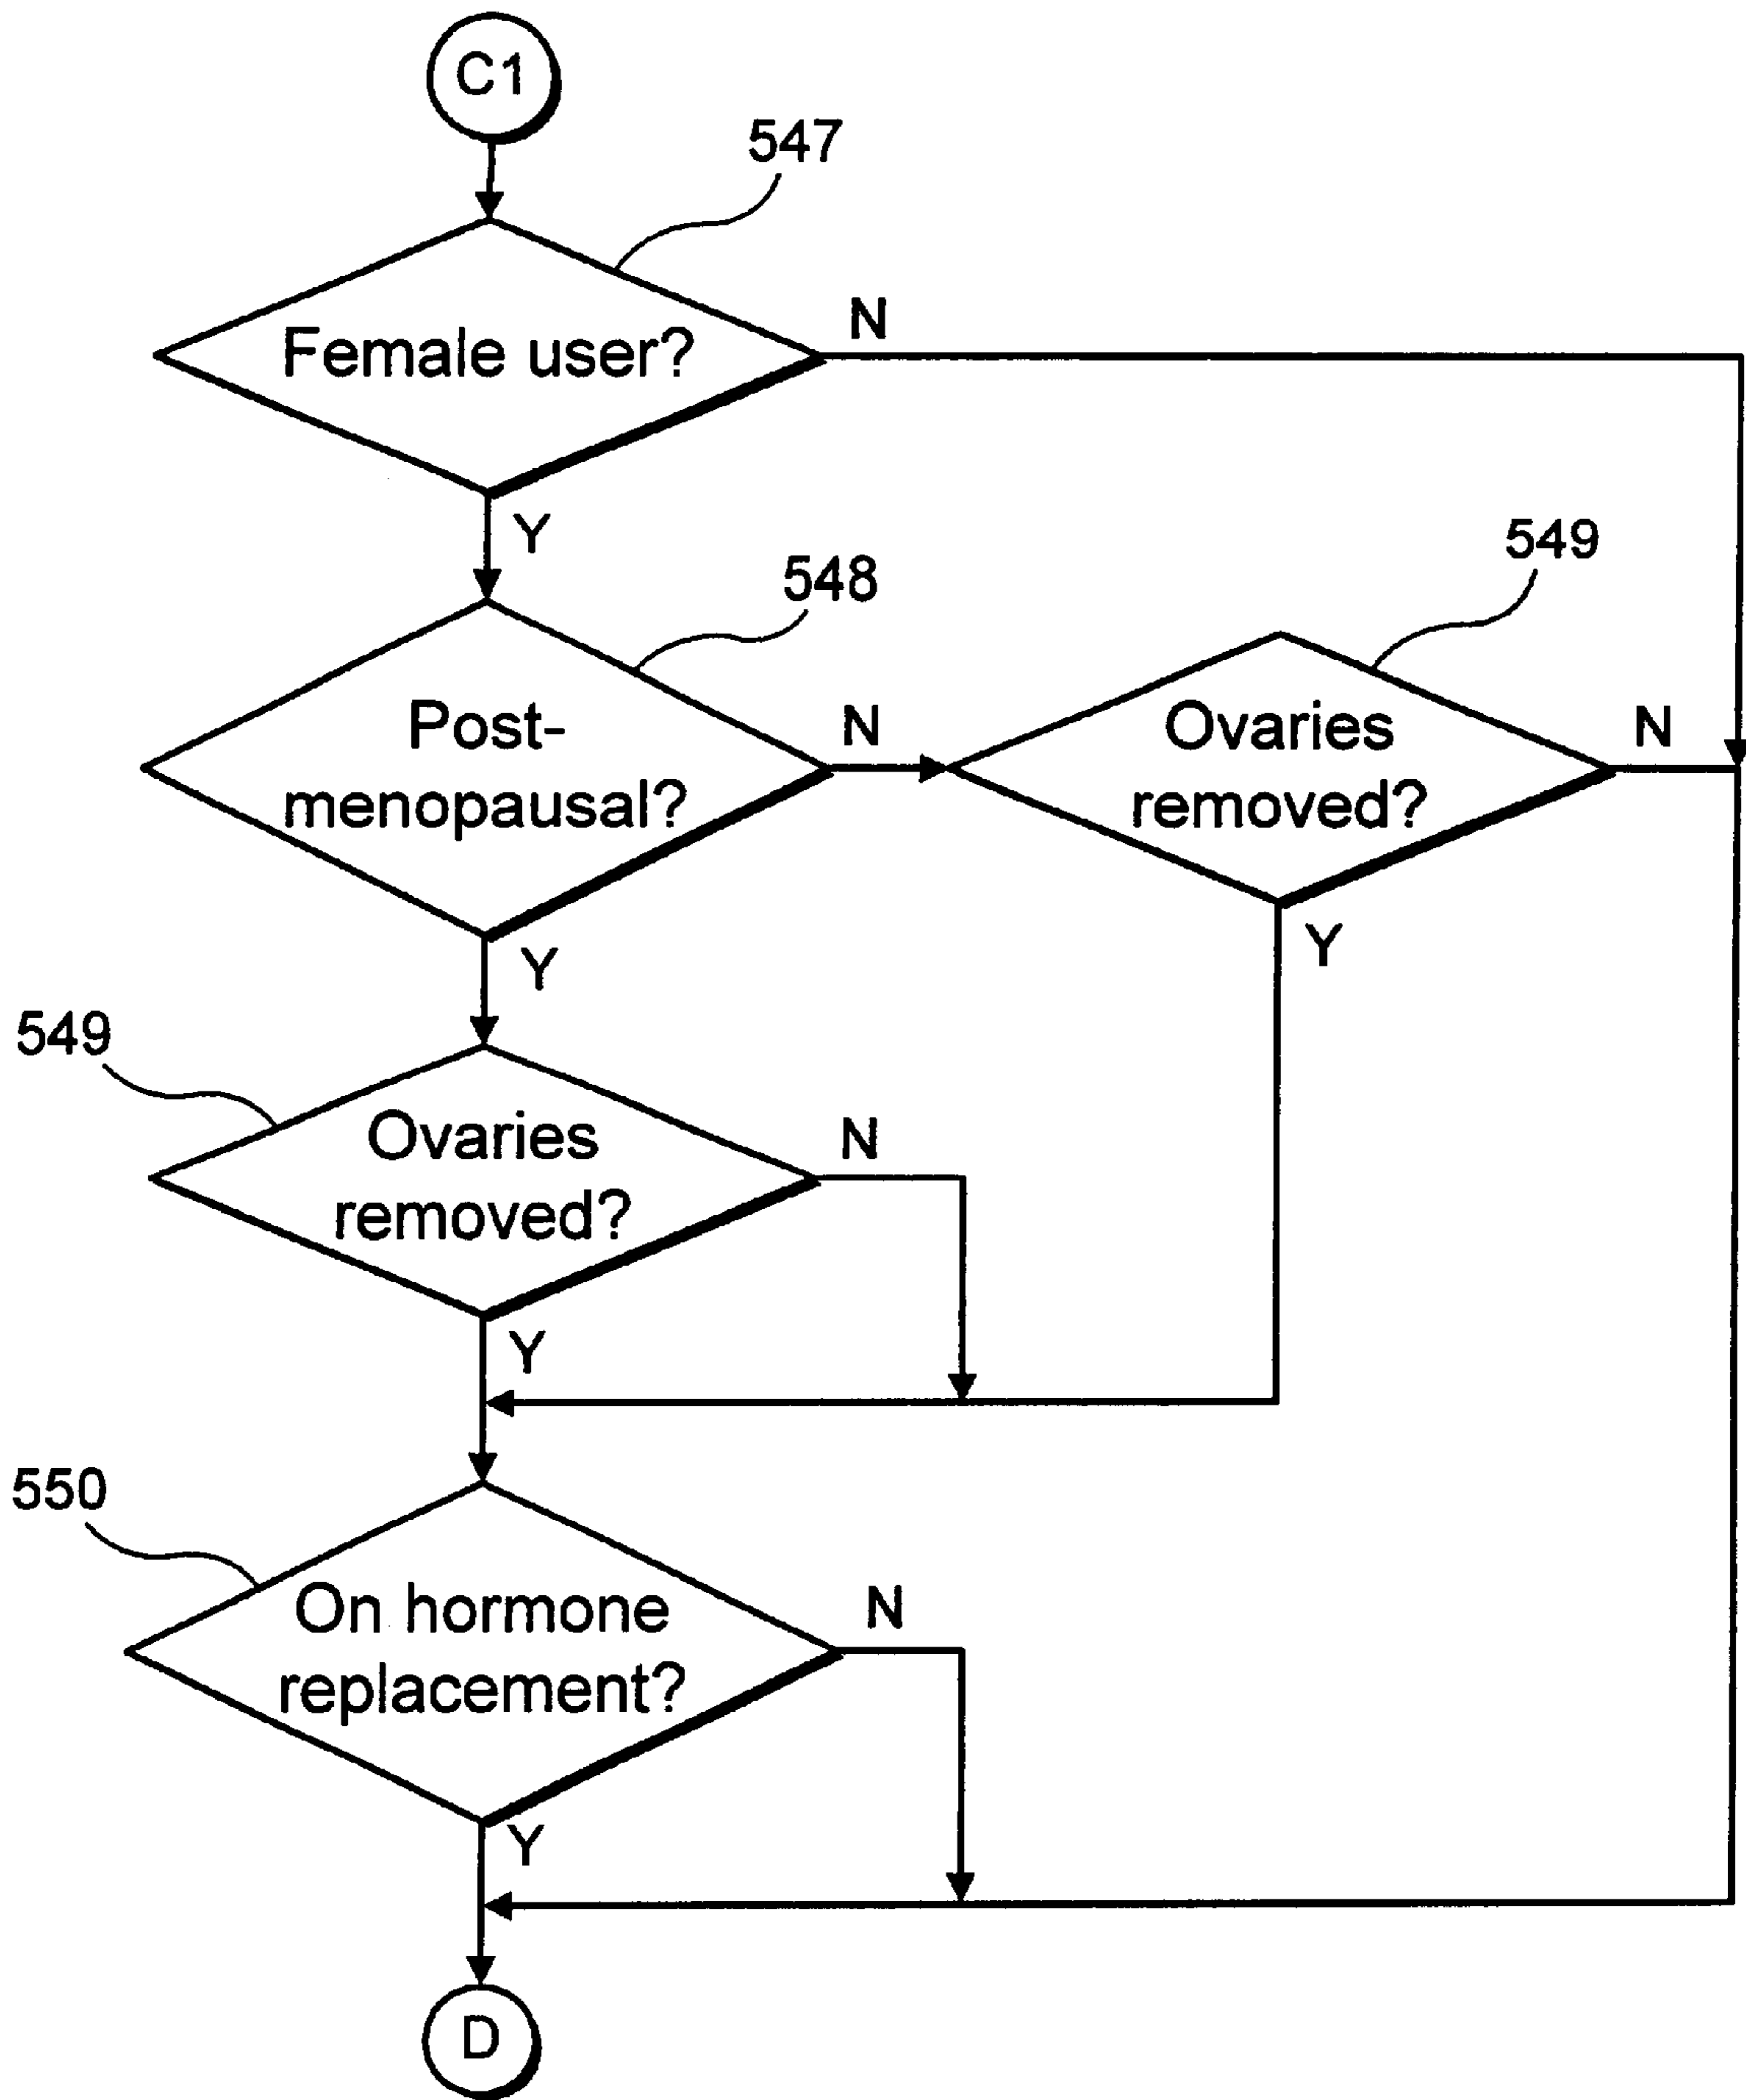 C1
547
Female user?
N
Y
548
549
Post-
menopausal?
N
Ovaries
removed?
N
Y
Y
549
Ovaries
removed?
N
Y
550
On hormone
replacement?
N
Y
D